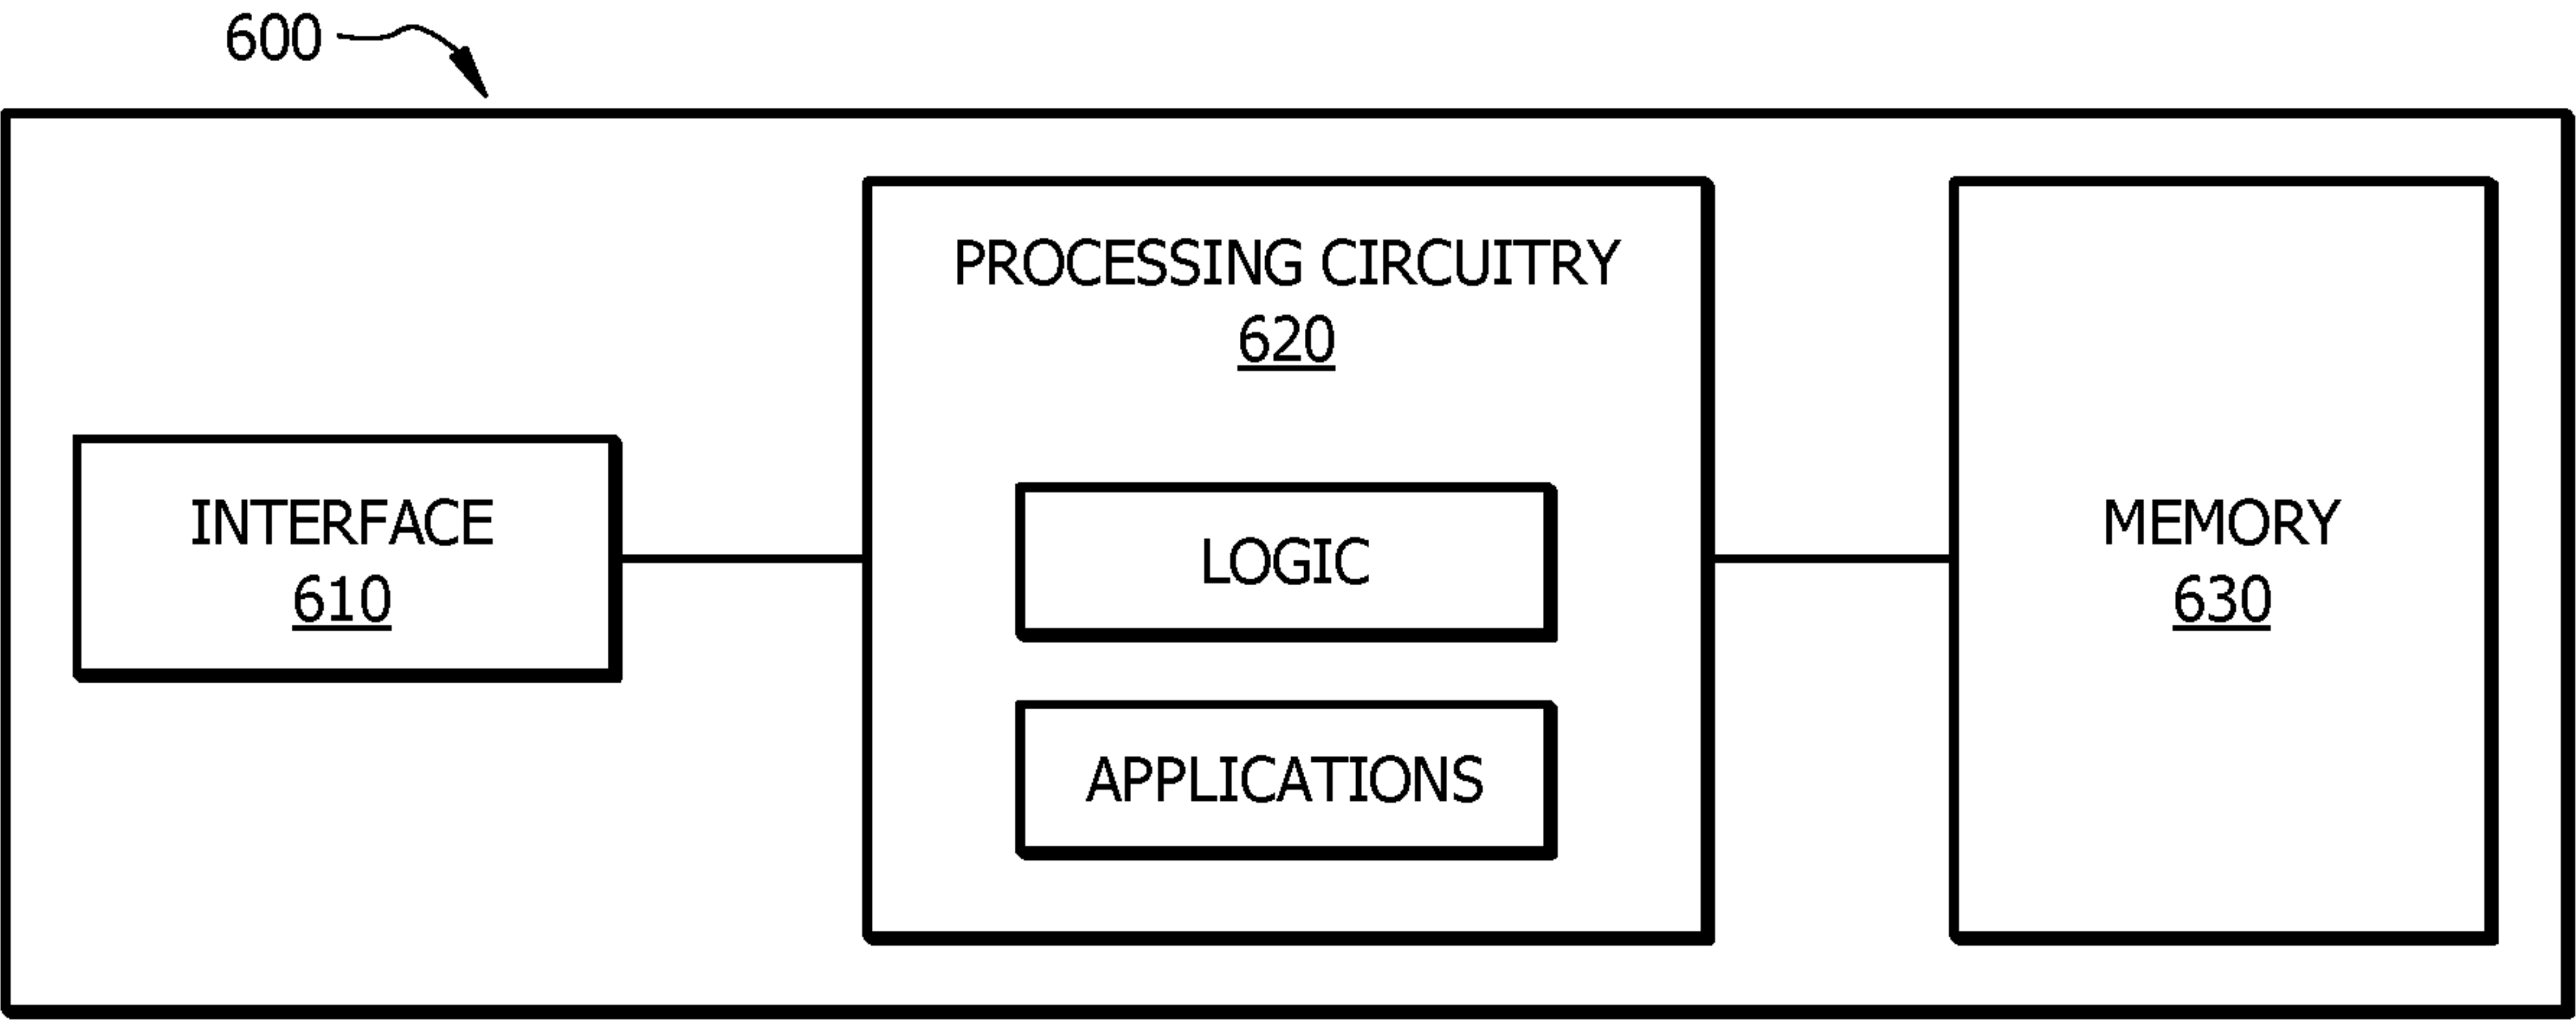 600
PROCESSING CIRCUITRY
620
INTERFACE
610
LOGIC
APPLICATIONS
MEMORY
630